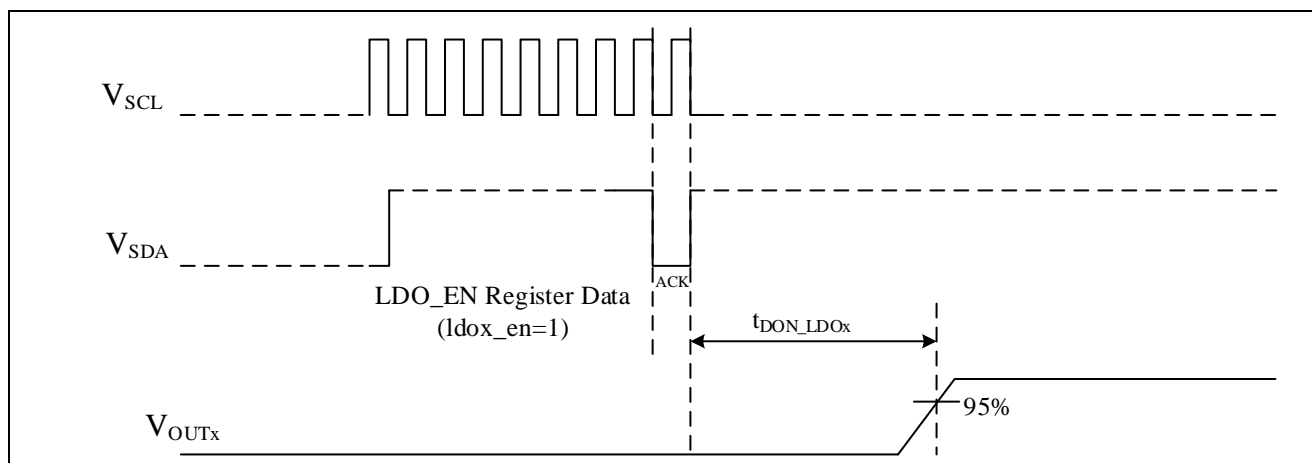 VSCL
VSDA
ACK
LDO_EN Register Data
(ldox_en=1)
tDON_LDOx
95%
VOUTx